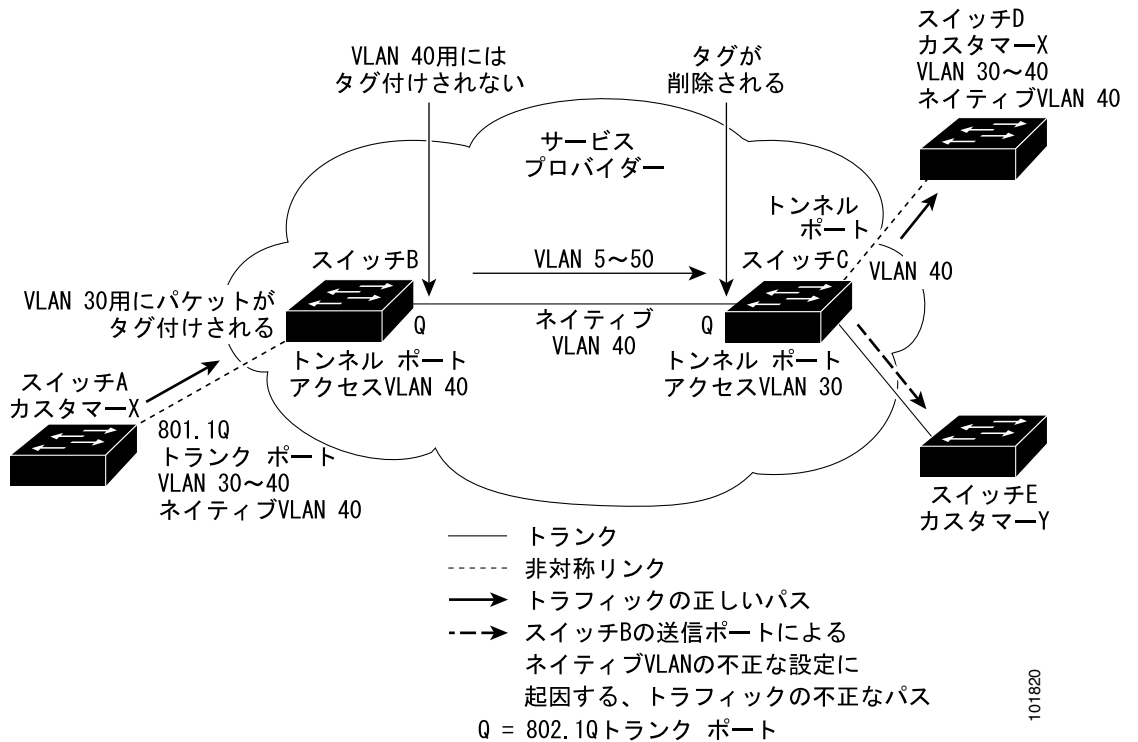 VLAN 40用には
タグ付けされない
タグが
削除される
スイッチD
カスタマーX
VLAN 30～40
ネイティブVLAN 40
サービス
プロバイダー
トンネル
ポート
スイッチB
VLAN 5～50
スイッチC
VLAN 40
VLAN 30用にパケットが
タグ付けされる
Q
ネイティブ
VLAN 40
Q
トンネル ポート
アクセスVLAN 40
トンネル ポート
アクセスVLAN 30
スイッチA
カスタマーX
801.1Q
トランク ポート
VLAN 30～40
ネイティブVLAN 40
スイッチE
カスタマーY
トランク
非対称リンク
トラフィックの正しいパス
スイッチBの送信ポートによる
ネイティブVLANの不正な設定に
起因する、トラフィックの不正なパス
Q = 802.1Qトランク ポート
101820